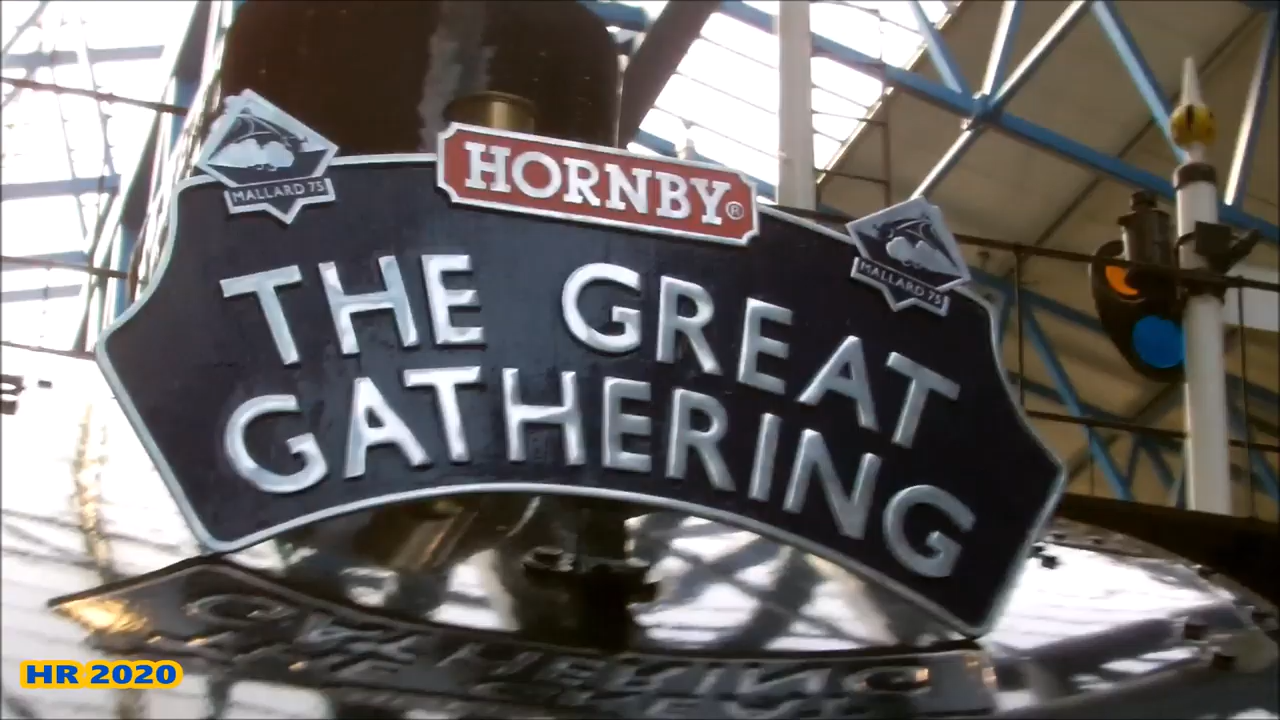 HORNBY®
MALLARD 75
MALLARD 75
THE GREAT
GATHERING
HR 2020